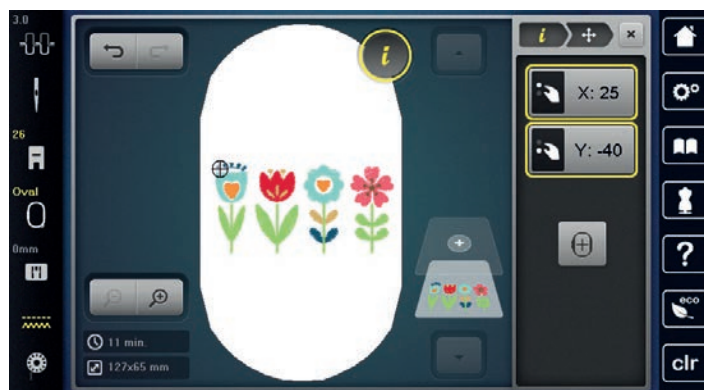 3.0
26
Oval
0mm
i
11 min.
127x65 mm
i
X: 25
Y: -40
?
eco
clr